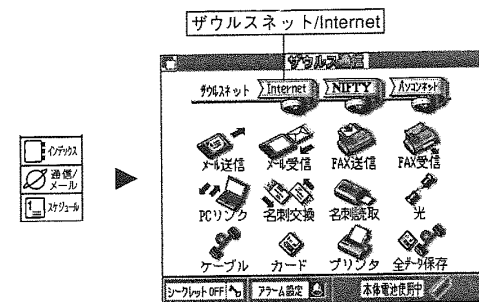 ザウルスネット/Internet
ザウルス通信
ザウルスネット Internet NIFTY パソコンネット
メール送信 メール受信 FAX送信 FAX受信
PCリンク 名刺交換 名刺読取 光
ケーブル カード プリンタ 全データ保存
シークレットOFF アラーム設定 本体電池使用中
インデックス
通信/
メール
スケジュール